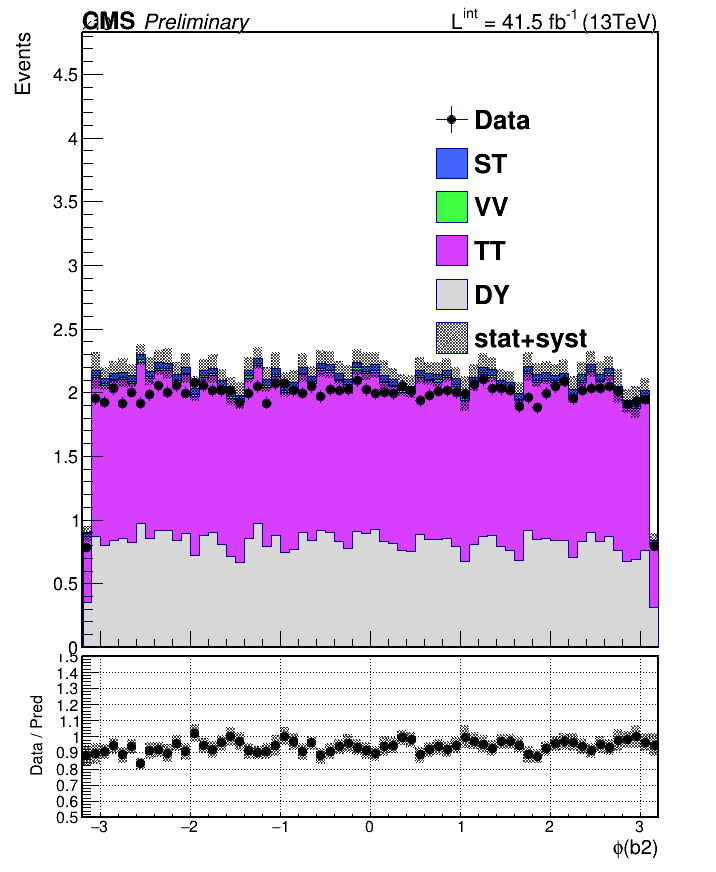 CMS Preliminary
L^int = 41.5 fb^-1 (13TeV)
Events
4.5
4
3.5
3
2.5
2
1.5
1
0.5
0
Data
ST
VV
TT
DY
stat+syst
Data / Pred
1.5
1.4
1.3
1.2
1.1
1
0.9
0.8
0.7
0.6
0.5
−3 −2 −1 0 1 2 3
ϕ(b2)